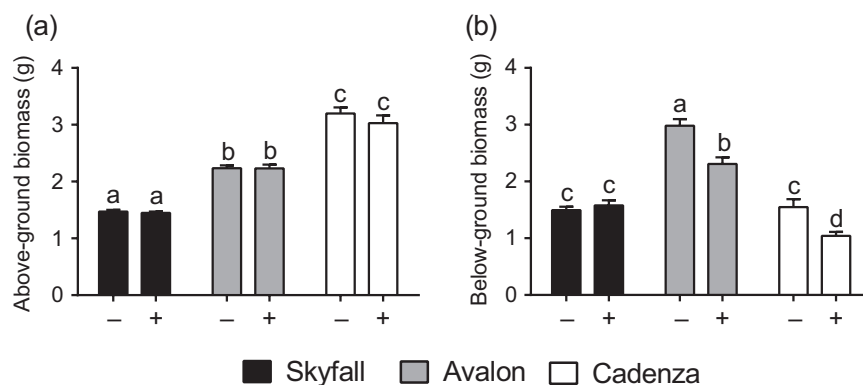 (a)
Above-ground biomass (g)
4
3
2
1
0
a a b b c c
– + – + – +
(b)
Below-ground biomass (g)
4
3
2
1
0
c c a b c d
– + – + – +
Skyfall Avalon Cadenza